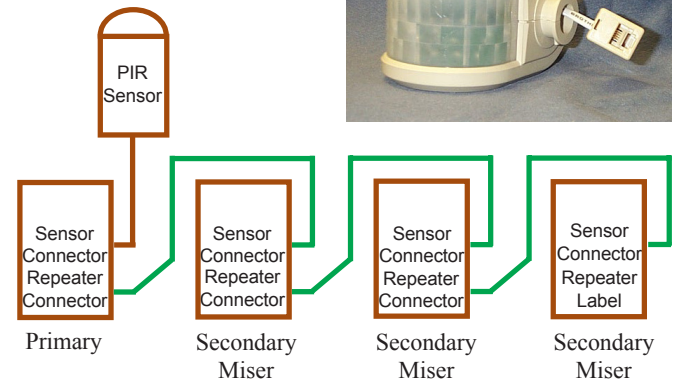 PIR
Sensor
Sensor
Connector
Repeater
Connector
Primary
Sensor
Connector
Repeater
Connector
Secondary
Miser
Sensor
Connector
Repeater
Connector
Secondary
Miser
Sensor
Connector
Repeater
Label
Secondary
Miser